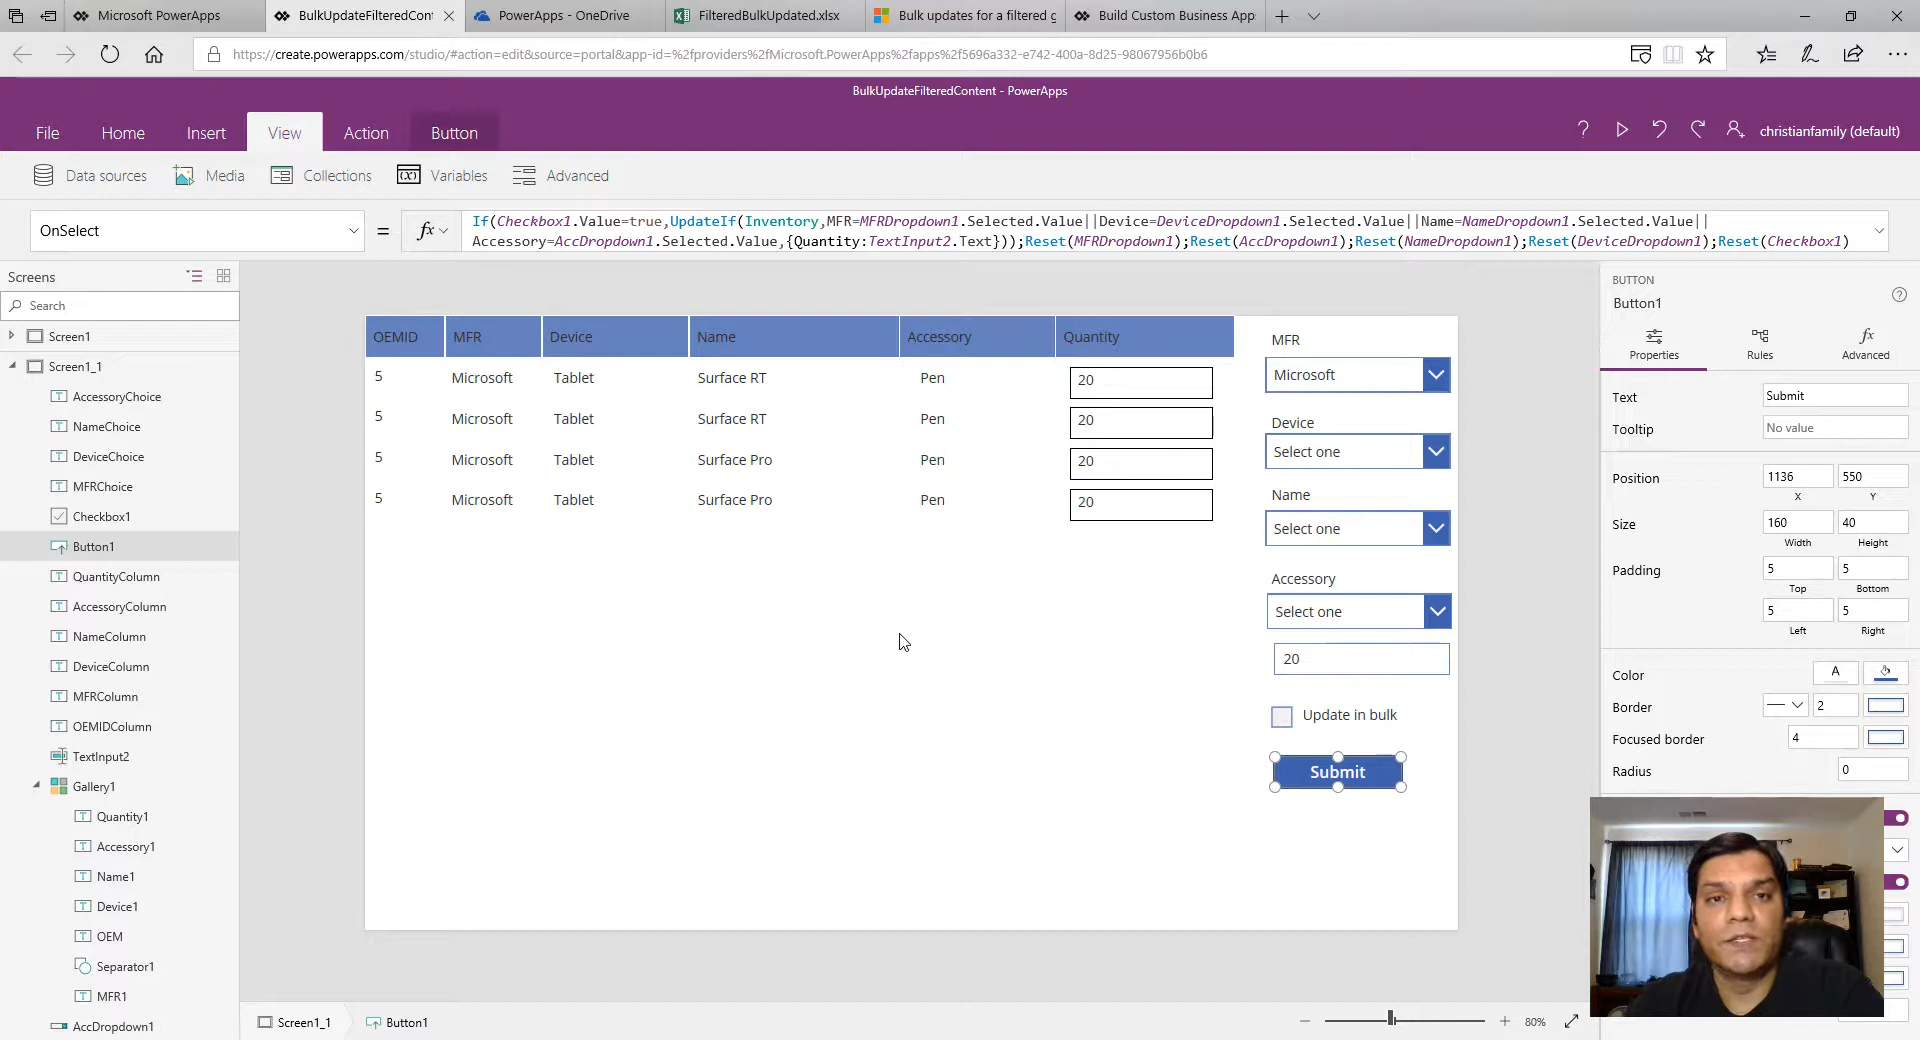 Microsoft PowerApps
BulkUpdateFilteredCont
PowerApps - OneDrive
FilteredBulkUpdated.xlsx
Bulk updates for a filtered g
Build Custom Business Apps
https://create.powerapps.com/studio/#action=edit&source=portal&app-id=%2fproviders%2fMicrosoft.PowerApps%2fapps%2f5696a332-e742-400a-8d25-98067956b0b6
BulkUpdateFilteredContent - PowerApps
File
Home
Insert
View
Action
Button
?
christianfamily (default)
Data sources
Media
Collections
(x) Variables
Advanced
OnSelect
=
fx
If(Checkbox1.Value=true,UpdateIf(Inventory,MFR=MFRDropdown1.Selected.Value||Device=DeviceDropdown1.Selected.Value||Name=NameDropdown1.Selected.Value||
Accessory=AccDropdown1.Selected.Value,{Quantity:TextInput2.Text}));Reset(MFRDropdown1);Reset(AccDropdown1);Reset(NameDropdown1);Reset(DeviceDropdown1);Reset(Checkbox1)
Screens
Search
Screen1
Screen1_1
AccessoryChoice
NameChoice
DeviceChoice
MFRChoice
Checkbox1
Button1
QuantityColumn
AccessoryColumn
NameColumn
DeviceColumn
MFRColumn
OEMIDColumn
TextInput2
Gallery1
Quantity1
Accessory1
Name1
Device1
OEM
Separator1
MFR1
AccDropdown1
OEMID MFR Device Name Accessory Quantity
5 Microsoft Tablet Surface RT Pen 20
5 Microsoft Tablet Surface RT Pen 20
5 Microsoft Tablet Surface Pro Pen 20
5 Microsoft Tablet Surface Pro Pen 20
MFR
Microsoft
Device
Select one
Name
Select one
Accessory
Select one
20
Update in bulk
Submit
Screen1_1
Button1
80%
BUTTON
Button1
?
Properties
Rules
fx
Advanced
Text Submit
Tooltip No value
Position 1136 550
X Y
Size 160 40
Width Height
Padding 5 5
Top Bottom
5 5
Left Right
Color A
Border 2
Focused border 4
Radius 0